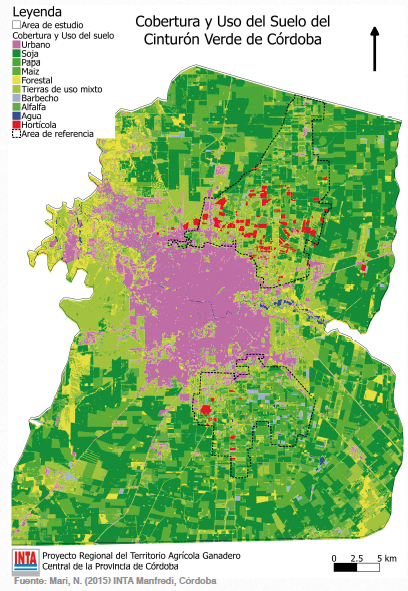 Leyenda
Area de estudio
Cobertura y Uso del suelo
Urbano
Soja
Papa
Maiz
Forestal
Tierras de uso mixto
Barbecho
Alfalfa
Agua
Hortícola
Area de referencia
Cobertura y Uso del Suelo del
Cinturón Verde de Córdoba
INTA
Proyecto Regional del Territorio Agrícola Ganadero
Central de la Provincia de Córdoba
0 2.5 5 km
Fuente: Mari, N. (2015) INTA Manfredi, Córdoba